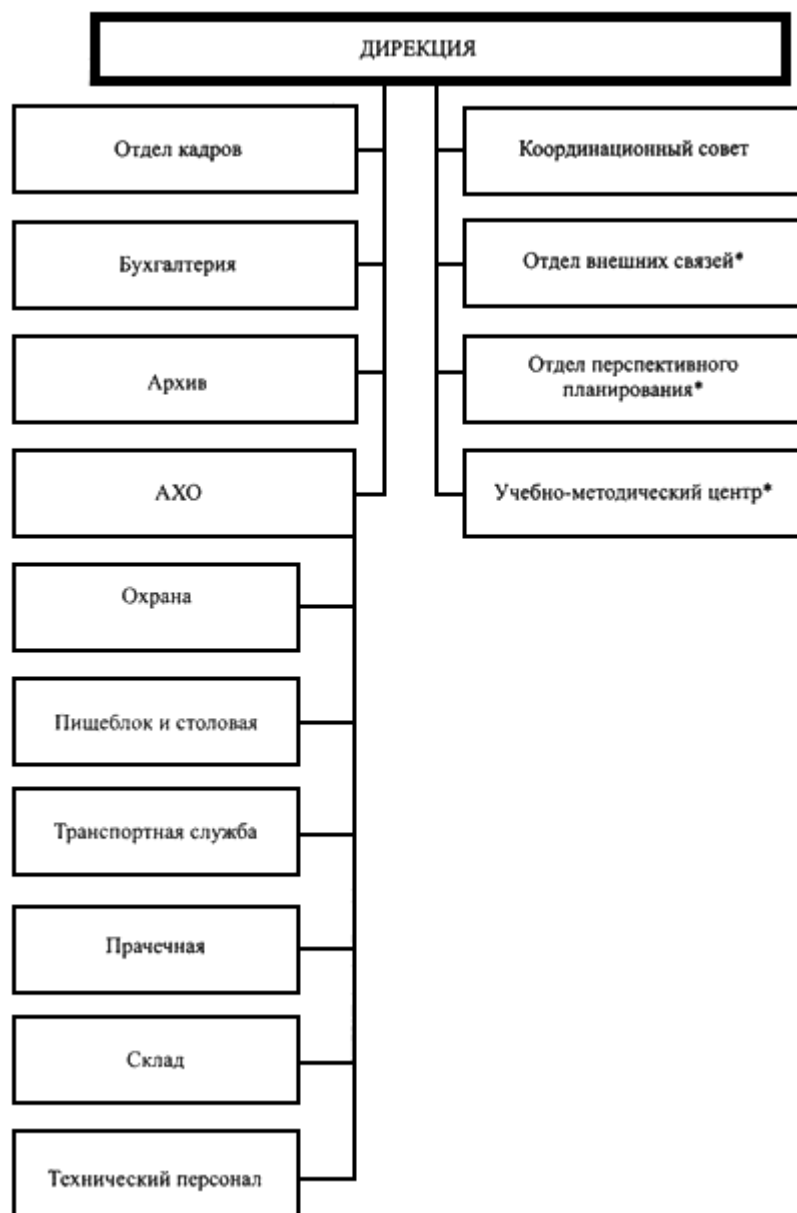 ДИРЕКЦИЯ
Отдел кадров
Бухгалтерия
Архив
АХО
Охрана
Пищеблок и столовая
Транспортная служба
Прачечная
Склад
Технический персонал
Координационный совет
Отдел внешних связей*
Отдел перспективного
планирования*
Учебно-методический центр*